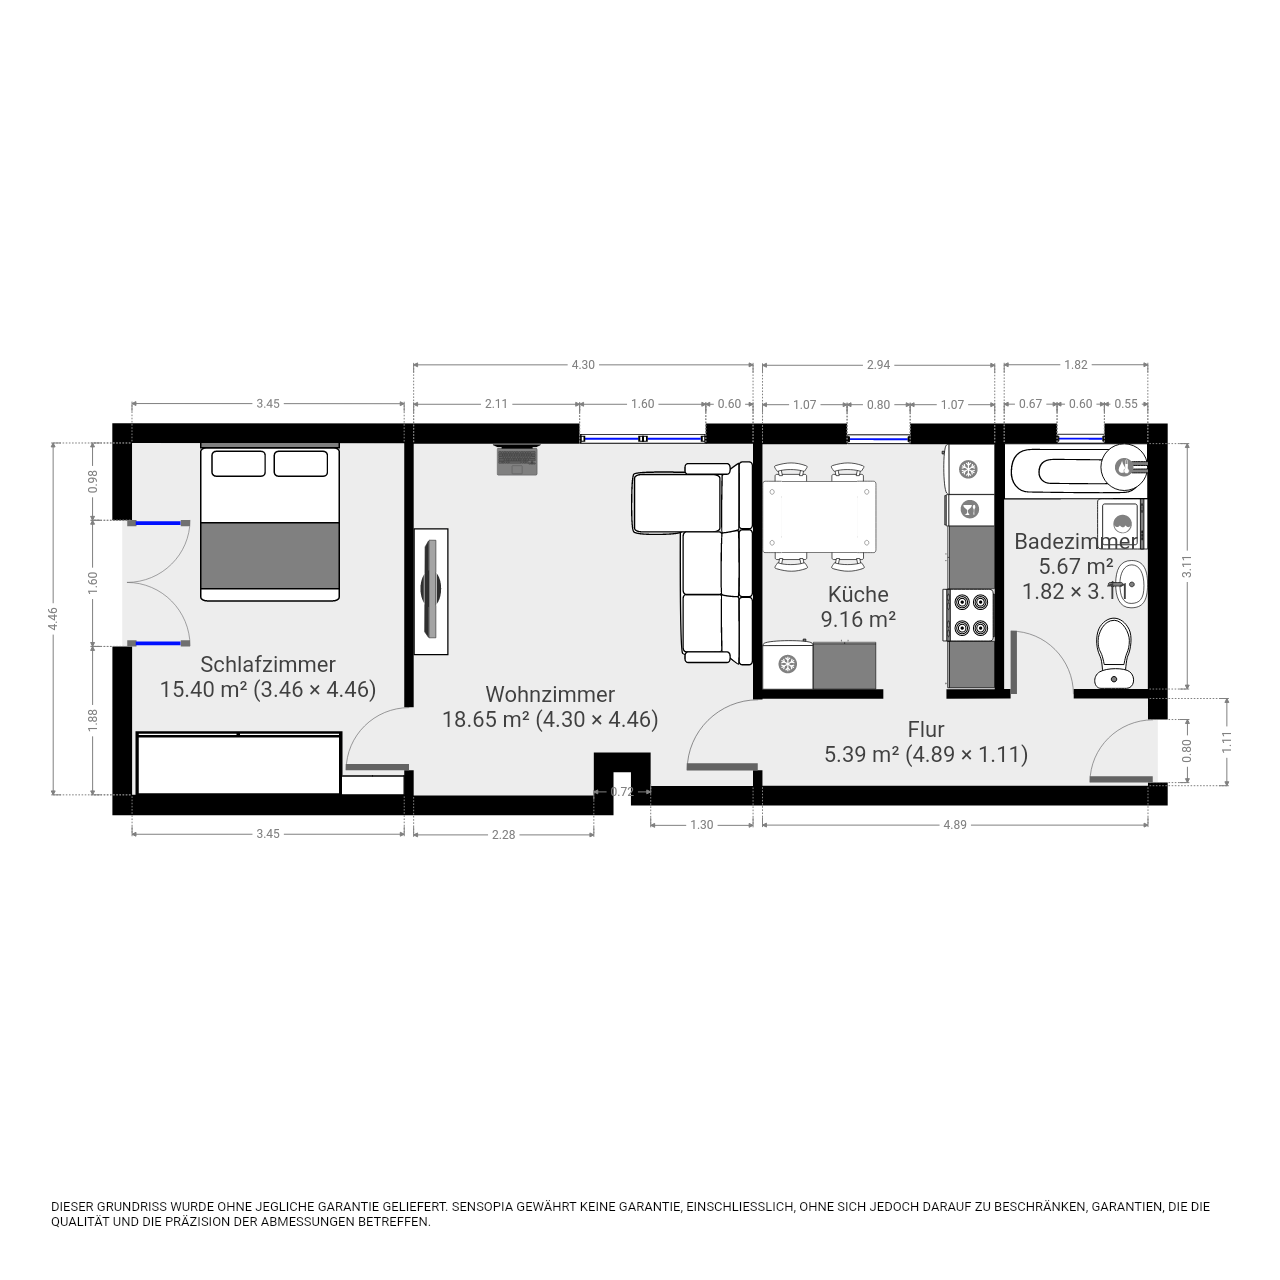 4.30
2.94
1.82
3.45
2.11
1.60
0.60
1.07
0.80
1.07
0.67
0.60
0.55
4.46
0.98
1.60
1.88
Schlafzimmer
15.40 m² (3.46 × 4.46)
Wohnzimmer
18.65 m² (4.30 × 4.46)
Küche
9.16 m²
Badezimmer
5.67 m²
1.82 × 3.11
Flur
5.39 m² (4.89 × 1.11)
3.11
0.80
1.11
0.72
3.45
2.28
1.30
4.89
DIESER GRUNDRISS WURDE OHNE JEGLICHE GARANTIE GELIEFERT. SENSOPIA GEWÄHRT KEINE GARANTIE, EINSCHLIESSLICH, OHNE SICH JEDOCH DARAUF ZU BESCHRÄNKEN, GARANTIEN, DIE DIE
QUALITÄT UND DIE PRÄZISION DER ABMESSUNGEN BETREFFEN.